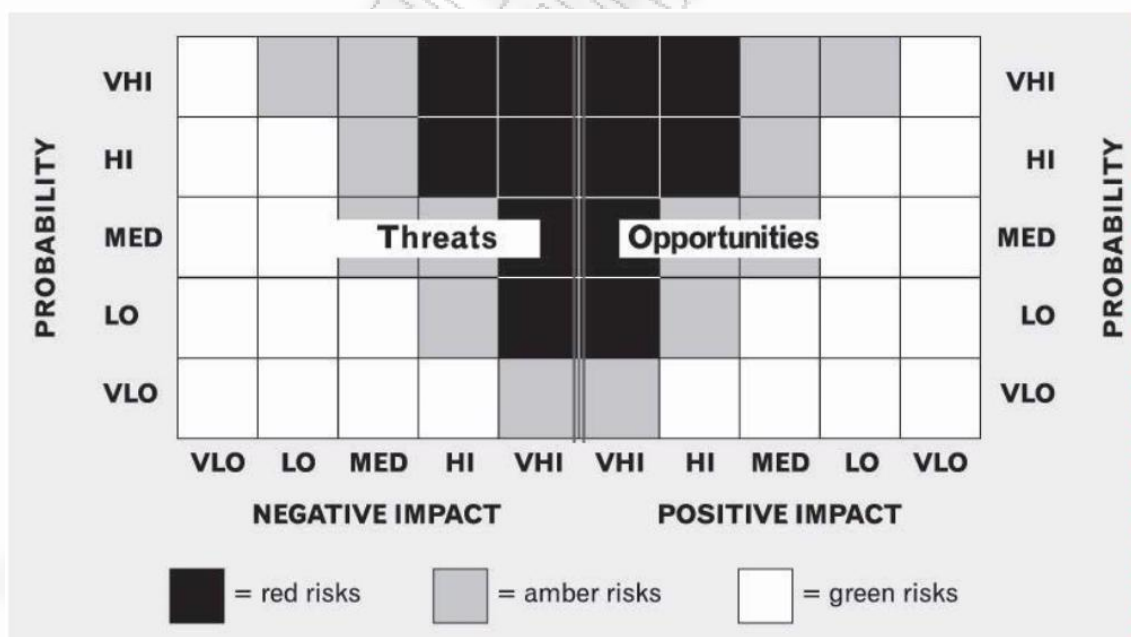 VHI VHI
HI HI
PROBABILITY PROBABILITY
MED Threats Opportunities MED
LO LO
VLO VLO
VLO LO MED HI VHI VHI HI MED LO VLO
NEGATIVE IMPACT POSITIVE IMPACT
= red risks = amber risks = green risks